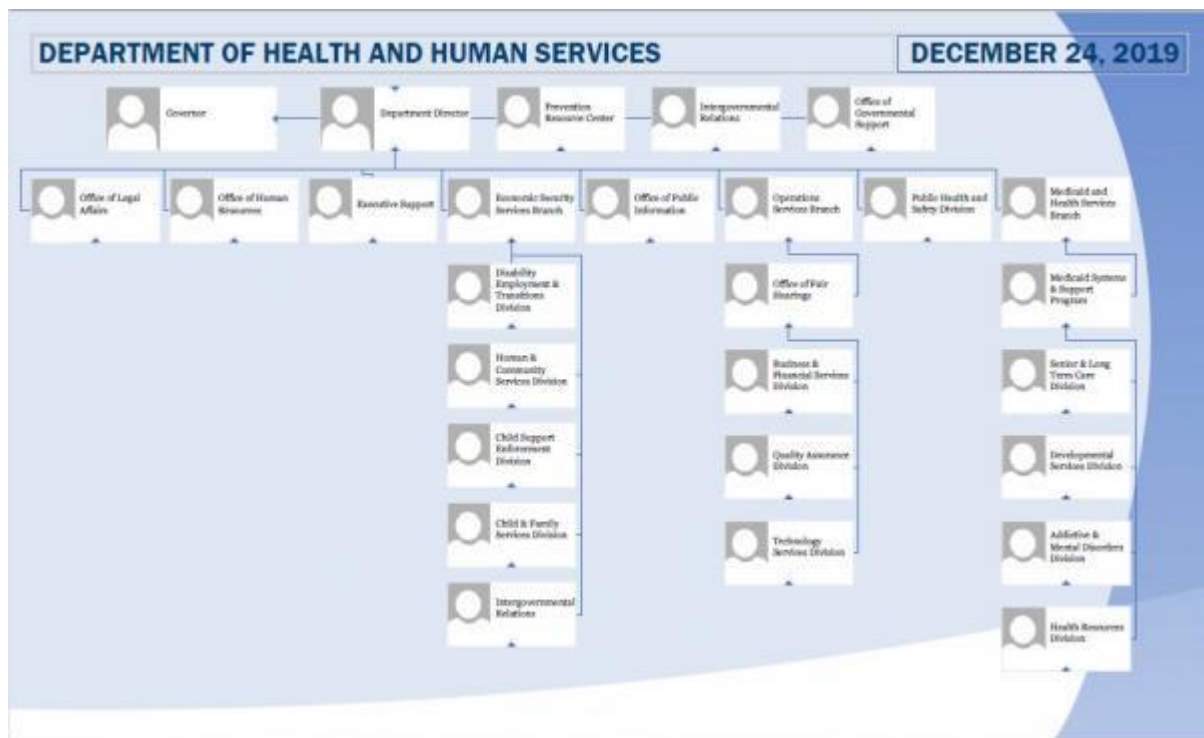 DEPARTMENT OF HEALTH AND HUMAN SERVICES
DECEMBER 24, 2019
Governor
Department Director
Prevention
Resource Center
Intergovernmental
Relations
Office of
Governmental
Support
Office of Legal
Affairs
Office of Human
Resources
Executive Support
Economic Security
Services Branch
Office of Public
Information
Operations
Services Branch
Public Health and
Safety Division
Medicaid and
Health Services
Branch
Disability
Employment &
Transitions
Division
Office of Fair
Hearings
Medicaid Systems
& Support
Program
Human &
Community
Services Division
Business &
Financial Services
Division
Senior & Long
Term Care
Division
Child Support
Enforcement
Division
Quality Assurance
Division
Developmental
Services Division
Child & Family
Services Division
Technology
Services Division
Addictive &
Mental Disorders
Division
Intergovernmental
Relations
Health Resources
Division